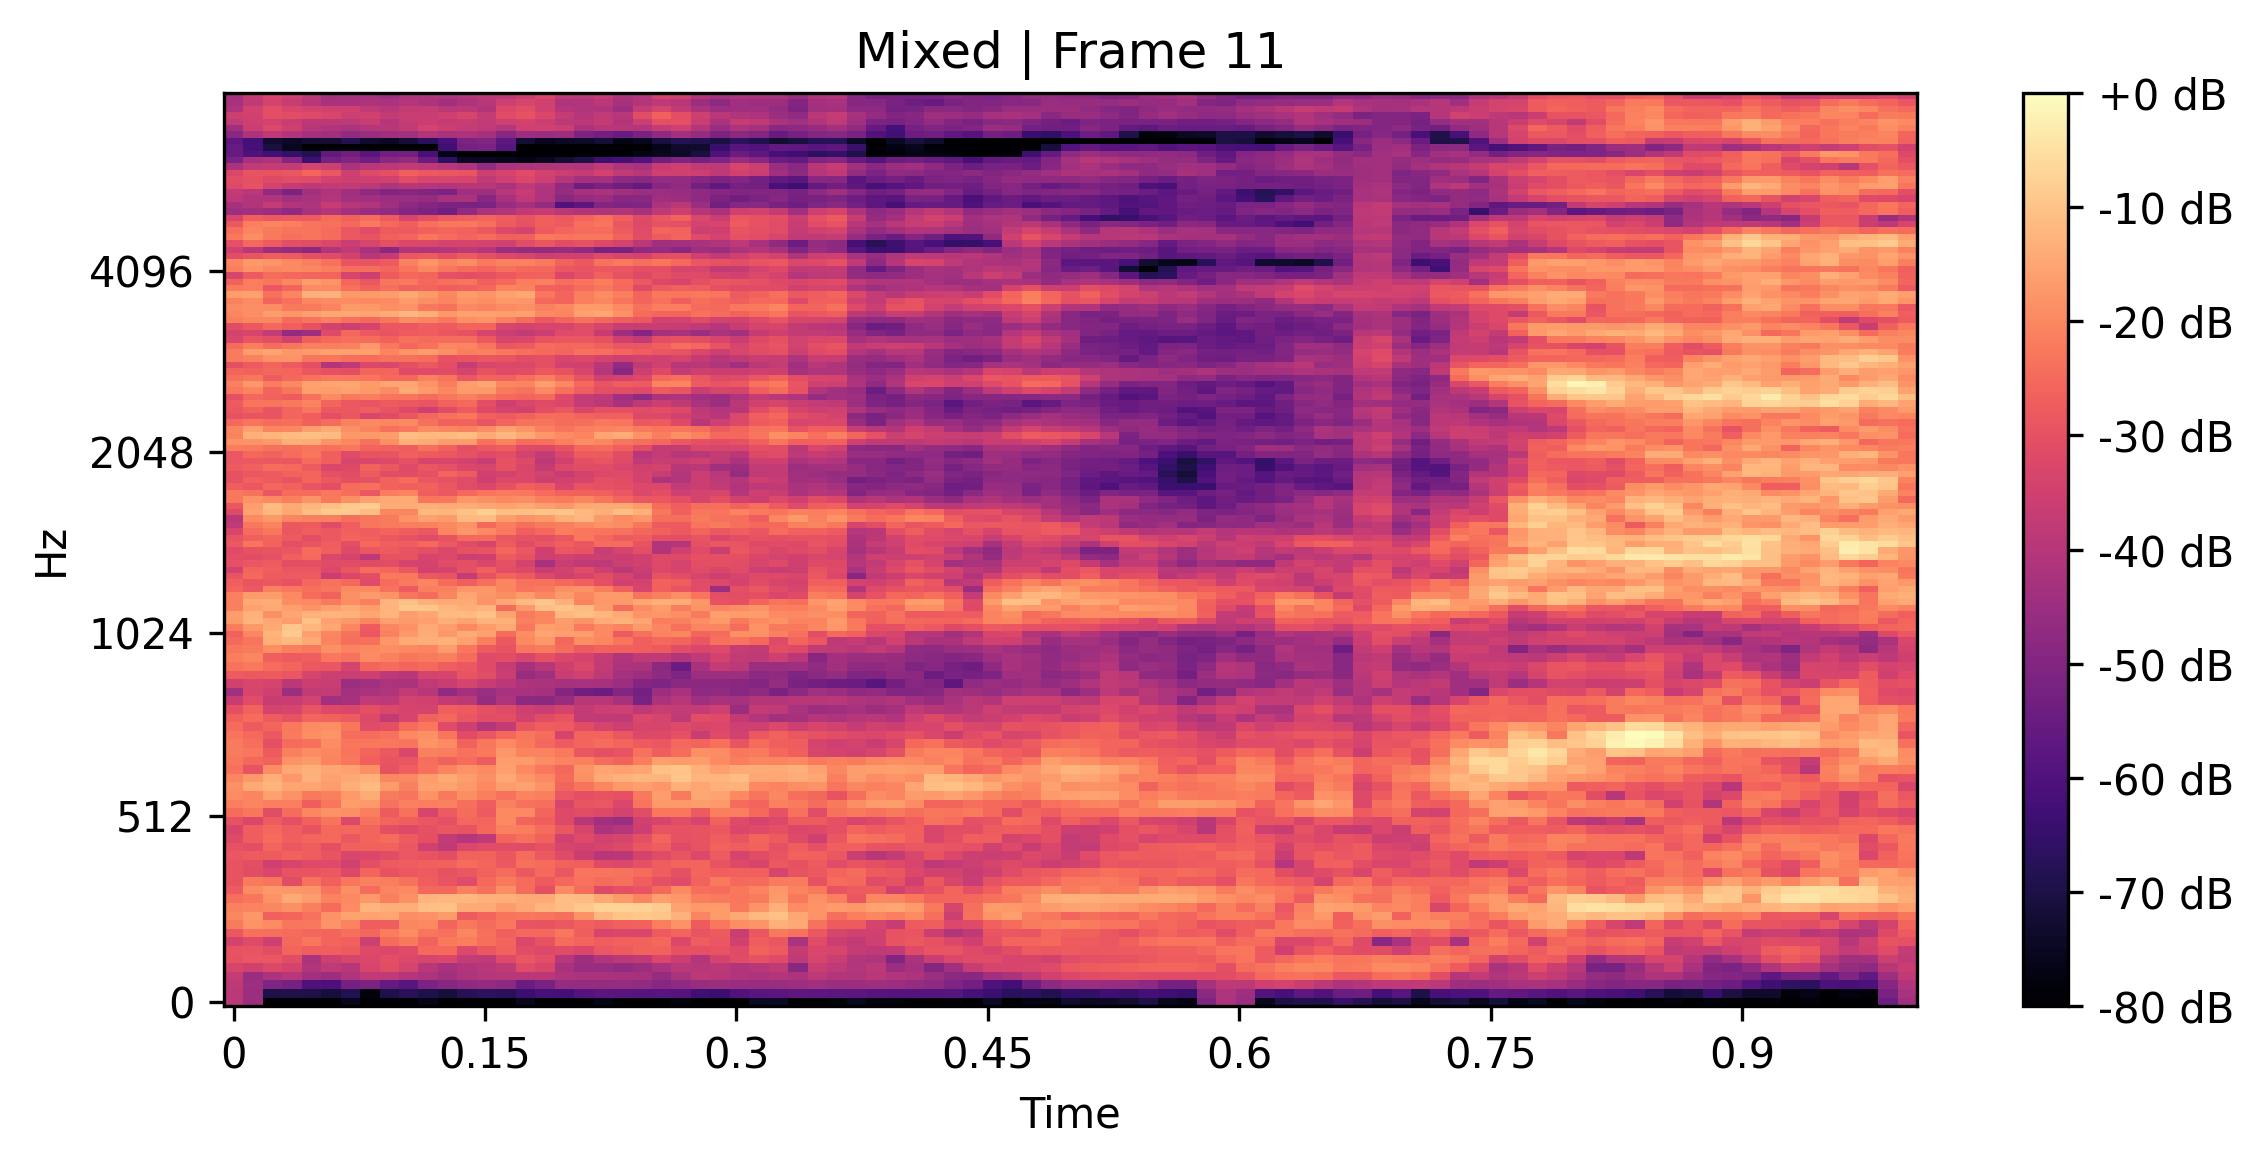 Mixed | Frame 11
+0 dB
-10 dB
-20 dB
-30 dB
-40 dB
-50 dB
-60 dB
-70 dB
-80 dB
Hz
4096
2048
1024
512
0
0 0.15 0.3 0.45 0.6 0.75 0.9
Time